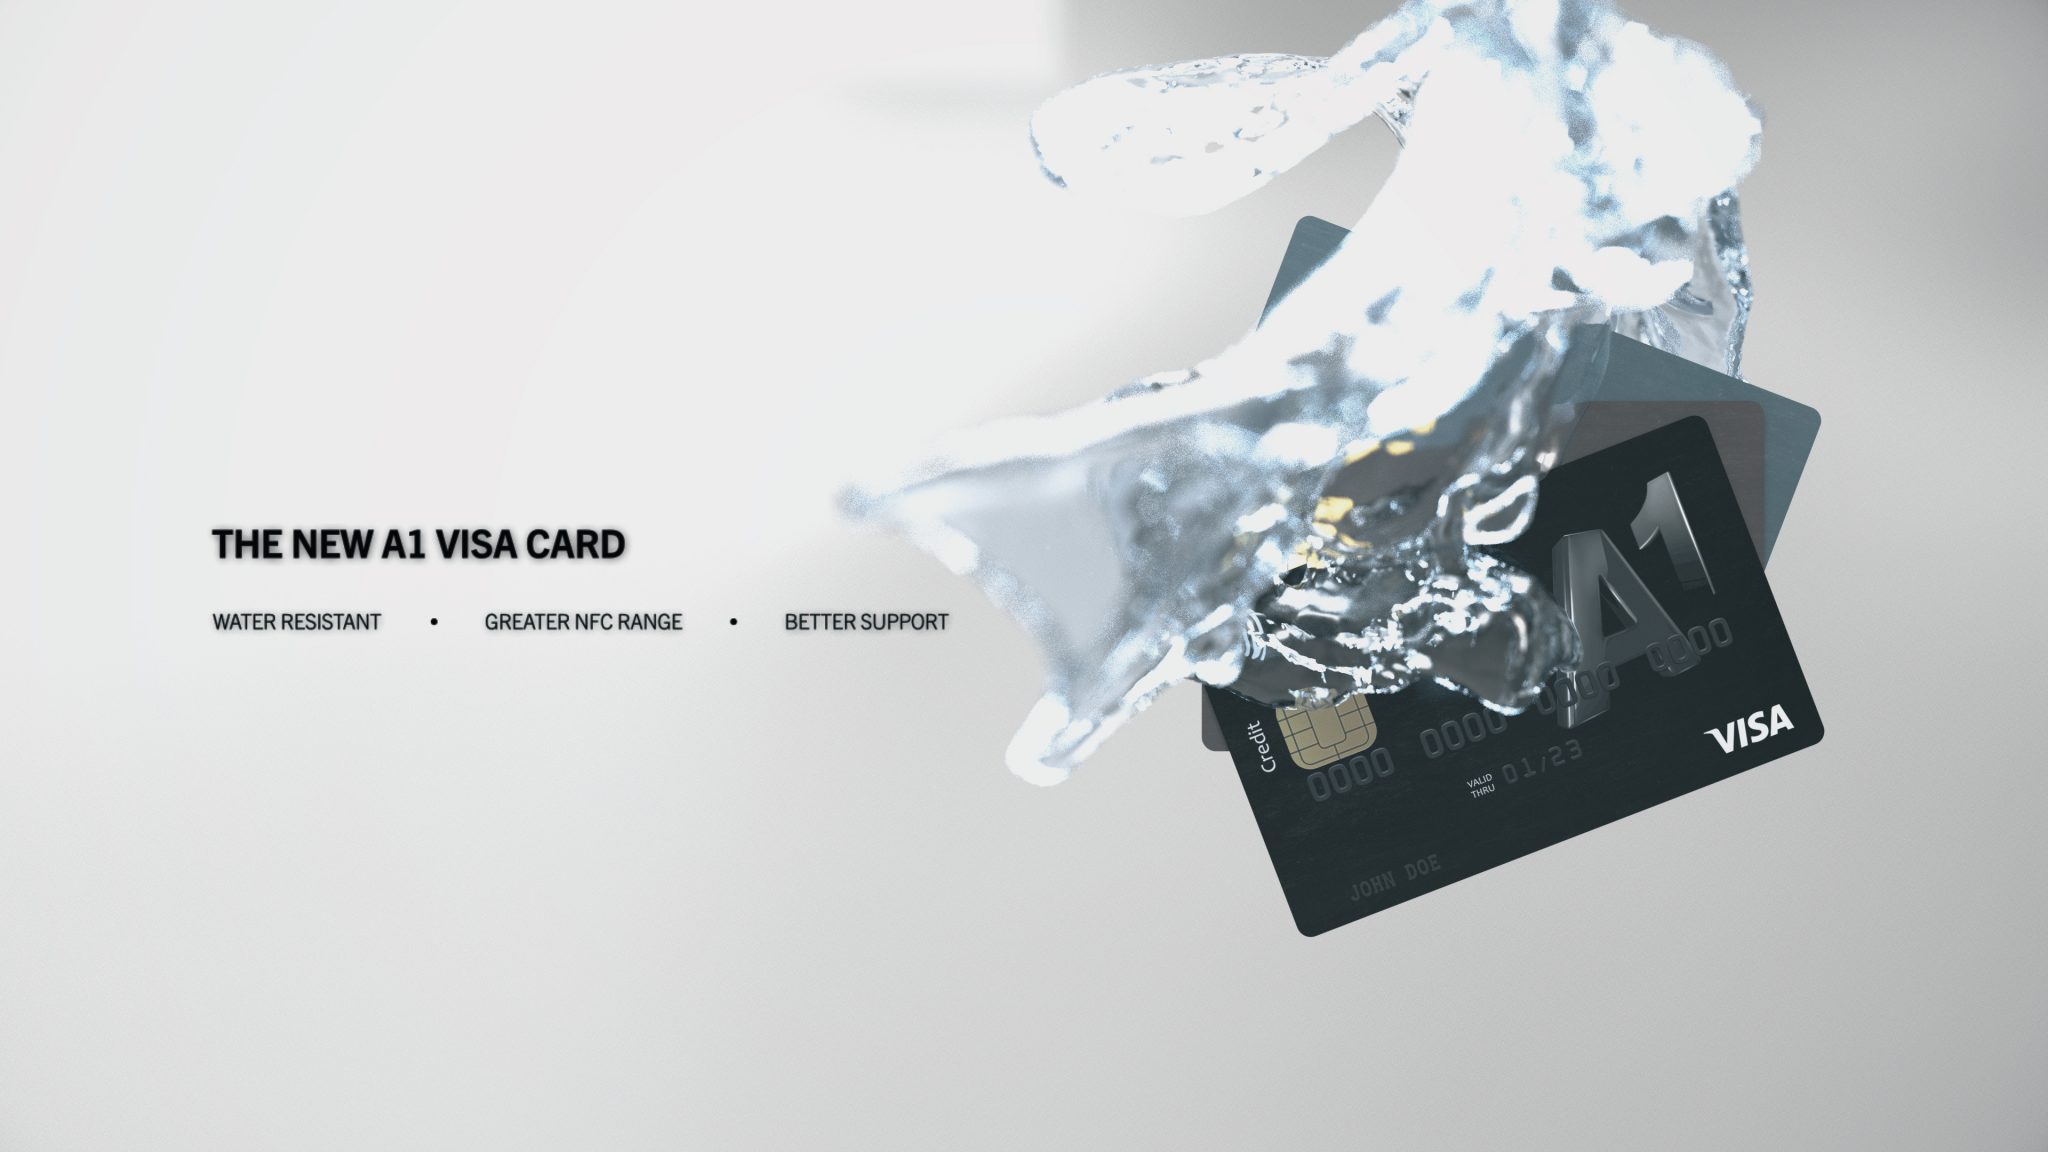 THE NEW A1 VISA CARD
WATER RESISTANT • GREATER NFC RANGE • BETTER SUPPORT
A1
Credit
0000 0000 0000 0000
VALID THRU 01/23
VISA
JOHN DOE